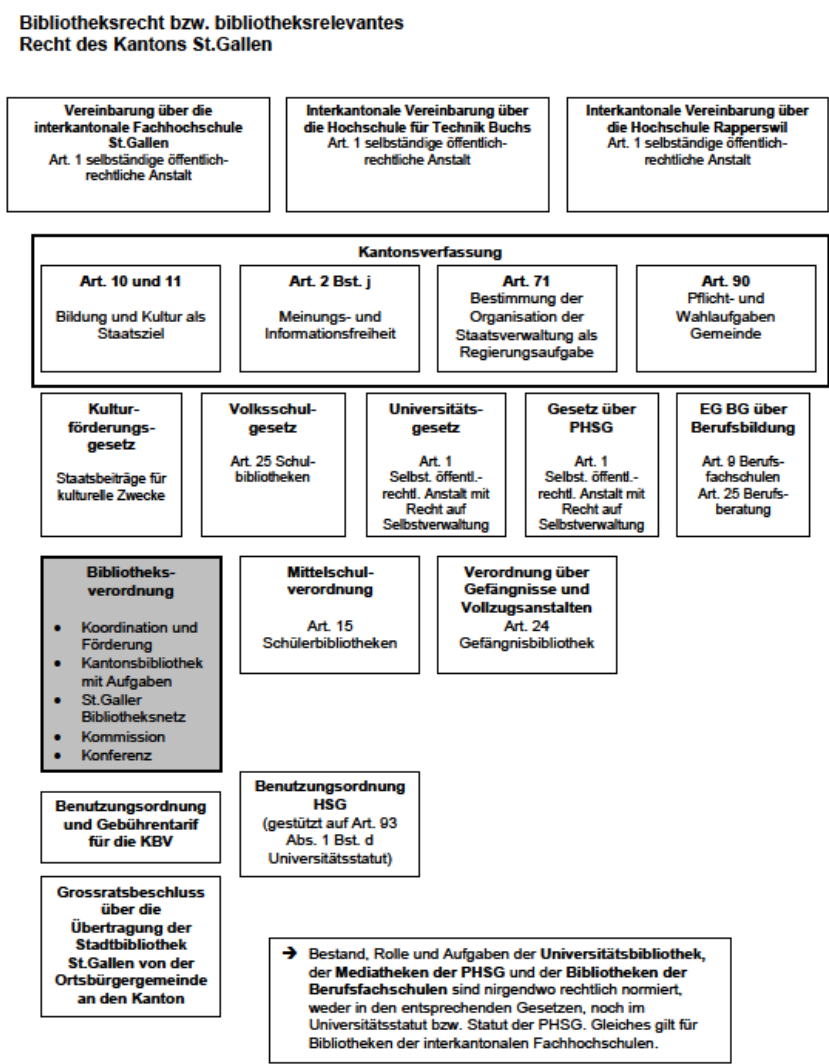 Bibliotheksrecht bzw. bibliotheksrelevantes
Recht des Kantons St.Gallen
Vereinbarung über die
interkantonale Fachhochschule
St.Gallen
Art. 1 selbständige öffentlich-
rechtliche Anstalt
Interkantonale Vereinbarung über
die Hochschule für Technik Buchs
Art. 1 selbständige öffentlich-
rechtliche Anstalt
Interkantonale Vereinbarung über
die Hochschule Rapperswil
Art. 1 selbständige öffentlich-
rechtliche Anstalt
Kantonsverfassung
Art. 10 und 11
Bildung und Kultur als
Staatsziel
Art. 2 Bst. j
Meinungs- und
Informationsfreiheit
Art. 71
Bestimmung der
Organisation der
Staatsverwaltung als
Regierungsaufgabe
Art. 90
Pflicht- und
Wahlaufgaben
Gemeinde
Kultur-
förderungs-
gesetz
Staatsbeiträge für
kulturelle Zwecke
Volksschul-
gesetz
Art. 25 Schul-
bibliotheken
Universitäts-
gesetz
Art. 1
Selbst. öffentl.-
rechtl. Anstalt mit
Recht auf
Selbstverwaltung
Gesetz über
PHSG
Art. 1
Selbst. öffentl.-
rechtl. Anstalt mit
Recht auf
Selbstverwaltung
EG BG über
Berufsbildung
Art. 9 Berufs-
fachschulen
Art. 25 Berufs-
beratung
Bibliotheks-
verordnung
• Koordination und
Förderung
• Kantonsbibliothek
mit Aufgaben
• St.Galler
Bibliotheksnetz
• Kommission
• Konferenz
Mittelschul-
verordnung
Art. 15
Schülerbibliotheken
Verordnung über
Gefängnisse und
Vollzugsanstalten
Art. 24
Gefängnisbibliothek
Benutzungsordnung
und Gebührentarif
für die KBV
Benutzungsordnung
HSG
(gestützt auf Art. 93
Abs. 1 Bst. d
Universitätsstatut)
Grossratsbeschluss
über die
Übertragung der
Stadtbibliothek
St.Gallen von der
Ortsbürgergemeinde
an den Kanton
➔ Bestand, Rolle und Aufgaben der Universitätsbibliothek,
der Mediatheken der PHSG und der Bibliotheken der
Berufsfachschulen sind nirgendwo rechtlich normiert,
weder in den entsprechenden Gesetzen, noch im
Universitätsstatut bzw. Statut der PHSG. Gleiches gilt für
Bibliotheken der interkantonalen Fachhochschulen.